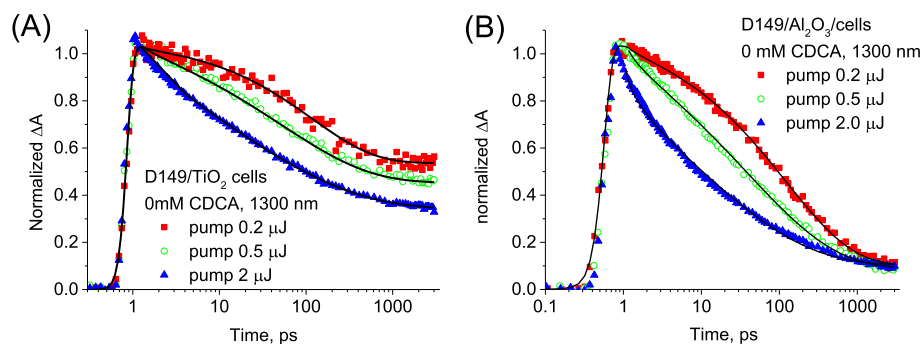 (A)
Normalized ΔA
1.0
0.8
0.6
0.4
0.2
0.0
D149/TiO₂ cells
0mM CDCA, 1300 nm
pump 0.2 μJ
pump 0.5 μJ
pump 2 μJ
1
10
100
1000
Time, ps
(B)
normalized ΔA
1.0
0.8
0.6
0.4
0.2
0.0
D149/Al₂O₃/cells
0 mM CDCA, 1300 nm
pump 0.2 μJ
pump 0.5 μJ
pump 2.0 μJ
0.1
1
10
100
1000
Time, ps